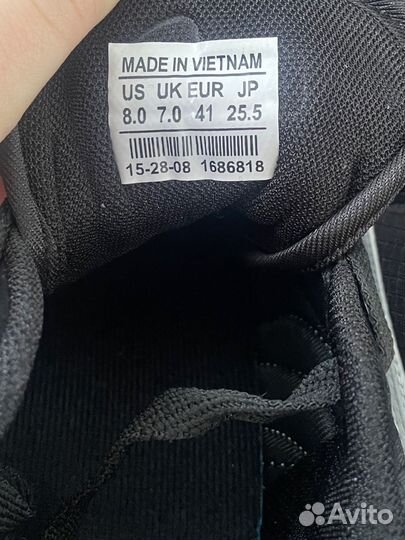 MADE IN VIETNAM
US UK EUR JP
8.0 7.0 41 25.5
15-28-08 1686818
Avito